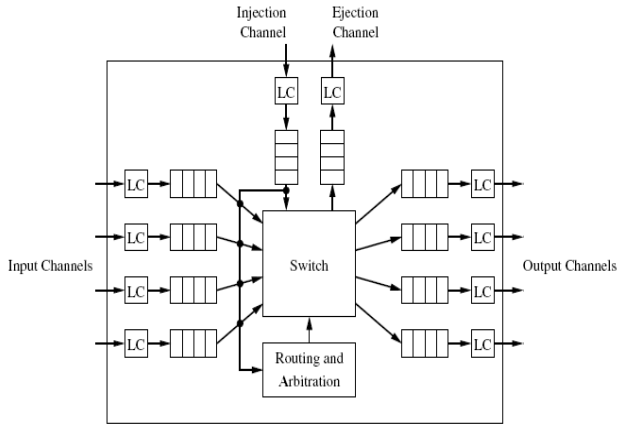 Injection
Channel
Ejection
Channel
LC
LC
LC
LC
LC
LC
LC
LC
LC
LC
Input Channels
Switch
Output Channels
Routing and
Arbitration